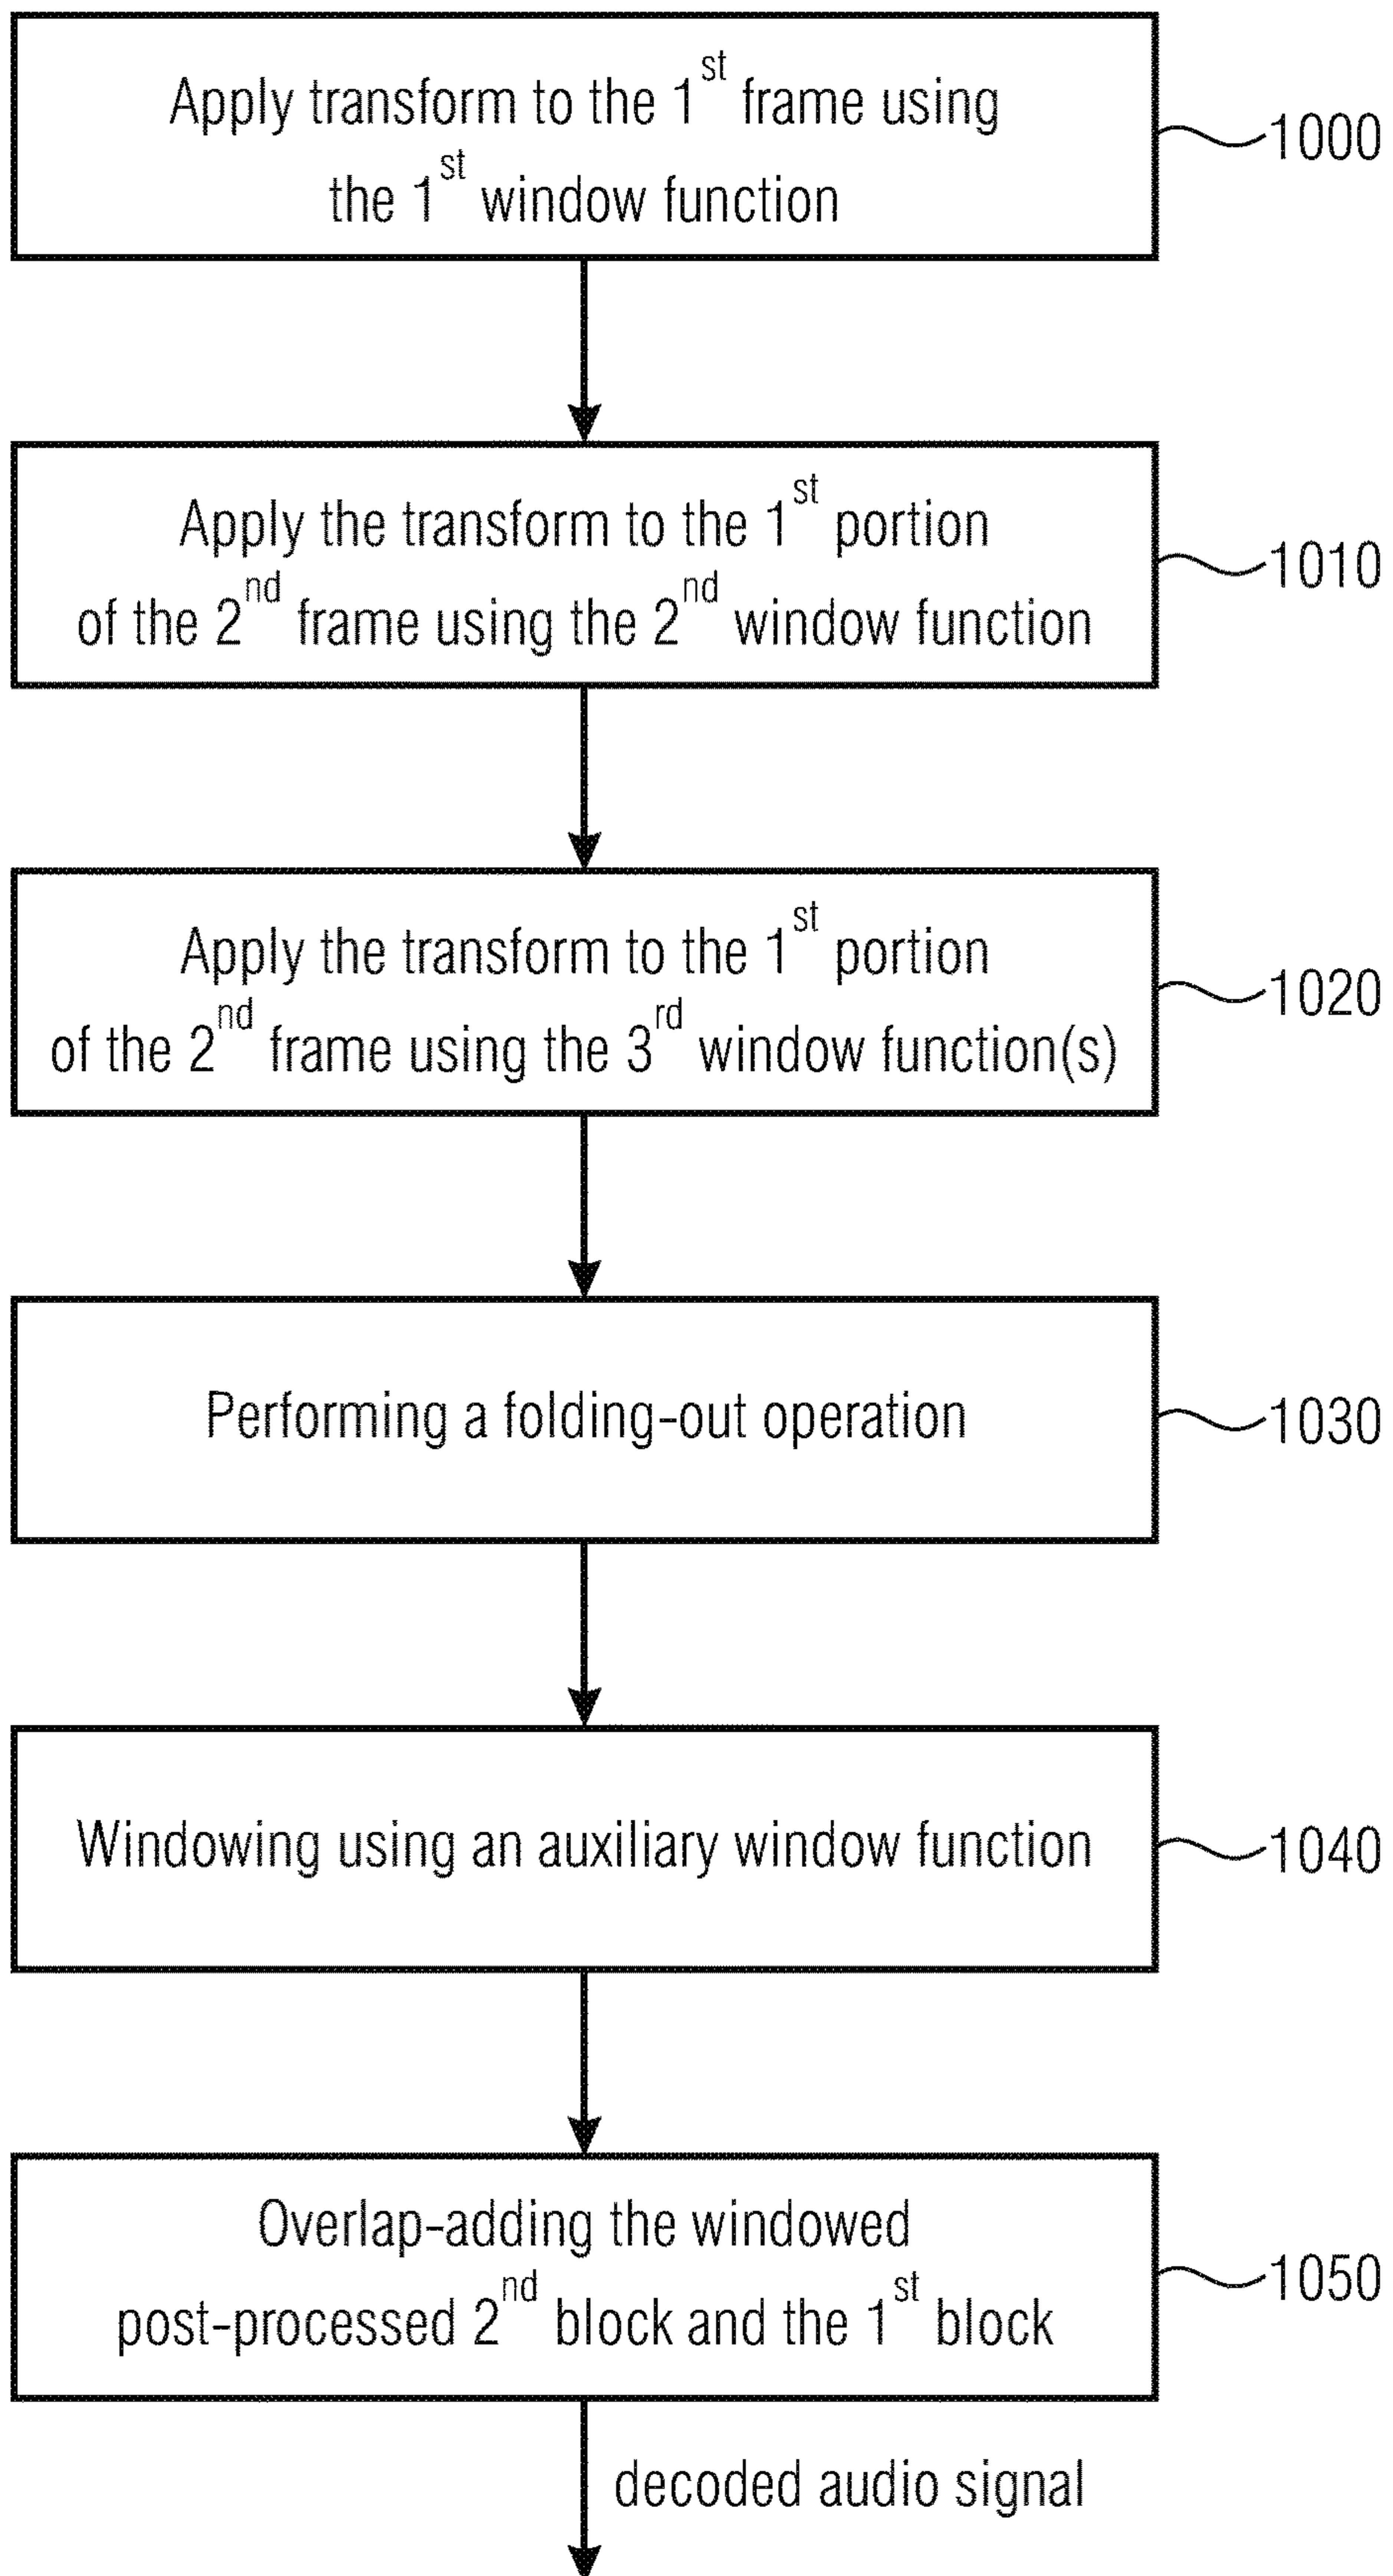 Apply transform to the 1st frame using
the 1st window function
1000
Apply the transform to the 1st portion
of the 2nd frame using the 2nd window function
1010
Apply the transform to the 1st portion
of the 2nd frame using the 3rd window function(s)
1020
Performing a folding-out operation
1030
Windowing using an auxiliary window function
1040
Overlap-adding the windowed
post-processed 2nd block and the 1st block
1050
decoded audio signal